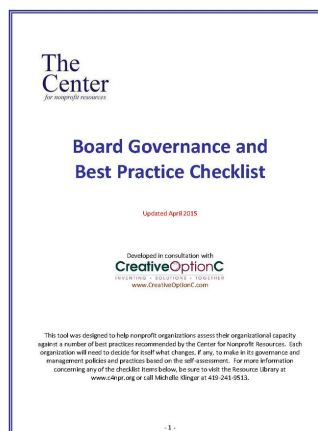 The
Center
for nonprofit resources
Board Governance and
Best Practice Checklist
Updated April 2015
Developed in consultation with
CreativeOptionC
INVENTING · SOLUTIONS · TOGETHER
www.CreativeOptionC.com
This tool was designed to help nonprofit organizations assess their organizational capacity
against a number of best practices recommended by the Center for Nonprofit Resources. Each
organization will need to decide for itself what changes, if any, to make in its governance and
management policies and practices based on the self-assessment. For more information
concerning any of the checklist items below, be sure to visit the Resource Library at
www.c4npr.org or call Michelle Klinger at 419-241-9513.
- 1 -